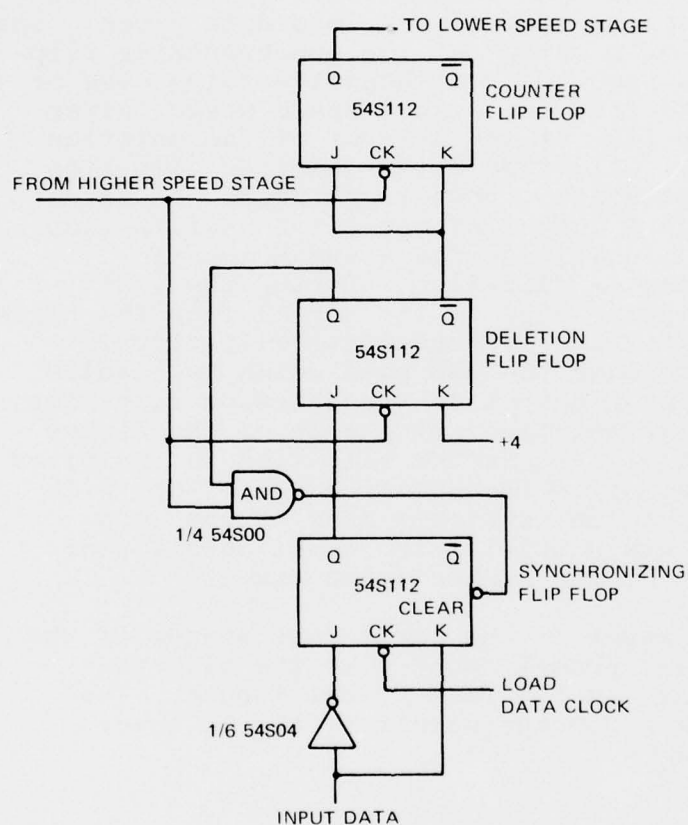 TO LOWER SPEED STAGE
Q Q
54S112
COUNTER
FLIP FLOP
J CK K
FROM HIGHER SPEED STAGE
Q Q
54S112
DELETION
FLIP FLOP
J CK K
+4
AND
1/4 54S00
Q Q
54S112
CLEAR
SYNCHRONIZING
FLIP FLOP
J CK K
LOAD
DATA CLOCK
1/6 54S04
INPUT DATA